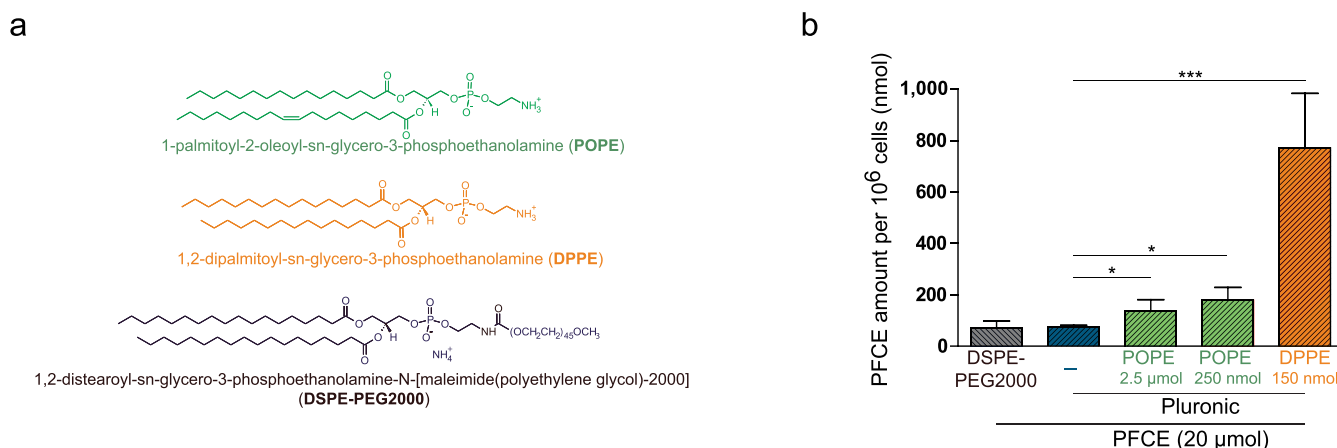 a
O
O
O
P
O
O
O
H
O⁻
NH₃⁺
O
1-palmitoyl-2-oleoyl-sn-glycero-3-phosphoethanolamine (POPE)
O
O
O
P
O
O
O
H
O⁻
NH₃⁺
O
1,2-dipalmitoyl-sn-glycero-3-phosphoethanolamine (DPPE)
O
O
O
O
P
O
O
O
H
O⁻
NH
(OCH₂CH₂)₄₅OCH₃
O
NH₄⁺
1,2-distearoyl-sn-glycero-3-phosphoethanolamine-N-[maleimide(polyethylene glycol)-2000]
(DSPE-PEG2000)
b
PFCE amount per 10⁶ cells (nmol)
1,000
800
600
400
200
0
***
*
*
DSPE-
PEG2000
–
POPE
2.5 µmol
POPE
250 nmol
DPPE
150 nmol
Pluronic
PFCE (20 µmol)